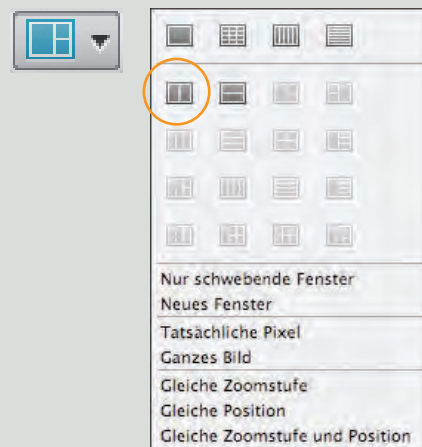 Nur schwebende Fenster
Neues Fenster
Tatsächliche Pixel
Ganzes Bild
Gleiche Zoomstufe
Gleiche Position
Gleiche Zoomstufe und Position